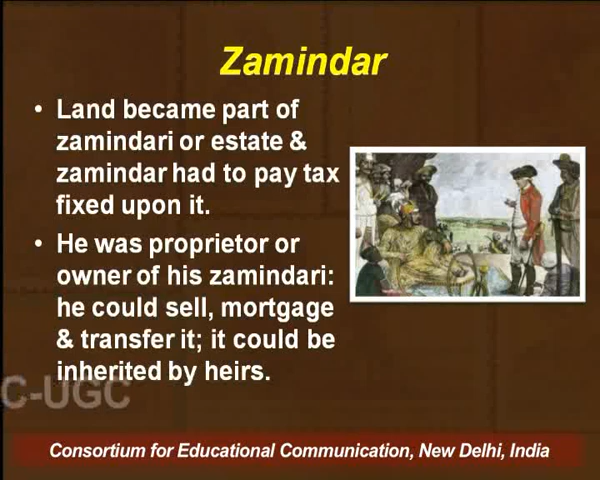 Zamindar
• Land became part of
zamindari or estate &
zamindar had to pay tax
fixed upon it.
• He was proprietor or
owner of his zamindari:
he could sell, mortgage
& transfer it; it could be
inherited by heirs.
C-UGC
Consortium for Educational Communication, New Delhi, India